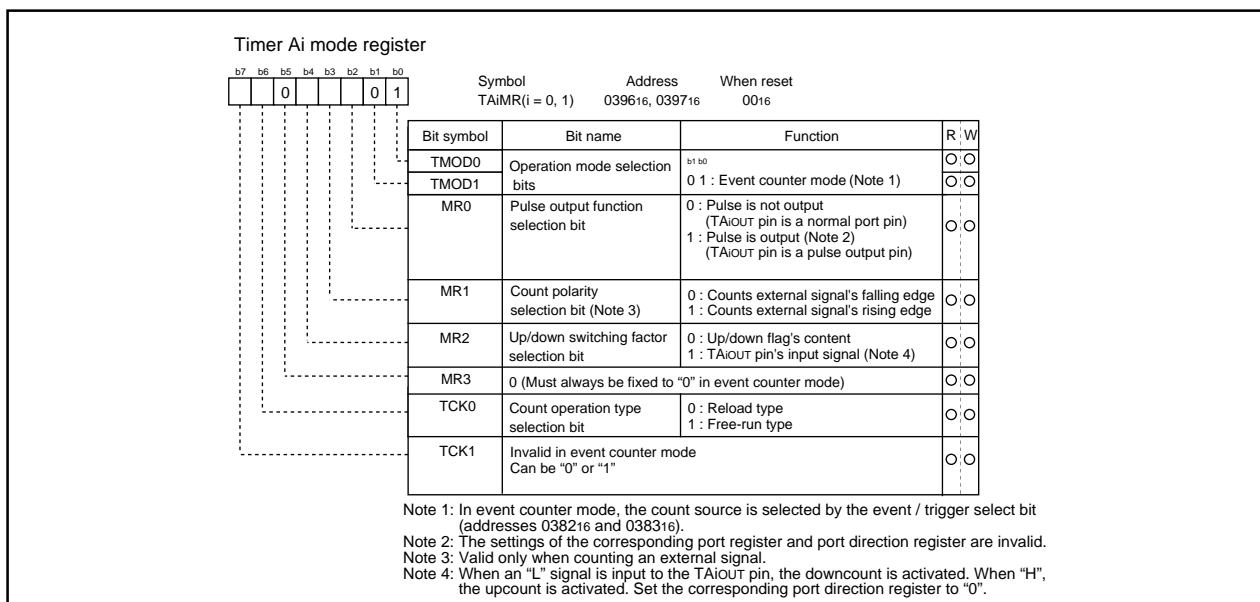 Timer Ai mode register
b7 b6 b5 b4 b3 b2 b1 b0
0 0 1
Symbol Address When reset
TAiMR(i = 0, 1) 039616, 039716 0016
Bit symbol Bit name Function R W
TMOD0
TMOD1
Operation mode selection
bits
b1 b0
0 1 : Event counter mode (Note 1)
MR0 Pulse output function
selection bit
0 : Pulse is not output
(TAiOUT pin is a normal port pin)
1 : Pulse is output (Note 2)
(TAiOUT pin is a pulse output pin)
MR1 Count polarity
selection bit (Note 3)
0 : Counts external signal's falling edge
1 : Counts external signal's rising edge
MR2 Up/down switching factor
selection bit
0 : Up/down flag's content
1 : TAiOUT pin's input signal (Note 4)
MR3 0 (Must always be fixed to “0” in event counter mode)
TCK0 Count operation type
selection bit
0 : Reload type
1 : Free-run type
TCK1 Invalid in event counter mode
Can be “0” or “1”
Note 1: In event counter mode, the count source is selected by the event / trigger select bit
(addresses 038216 and 038316).
Note 2: The settings of the corresponding port register and port direction register are invalid.
Note 3: Valid only when counting an external signal.
Note 4: When an “L” signal is input to the TAiOUT pin, the downcount is activated. When “H”,
the upcount is activated. Set the corresponding port direction register to “0”.